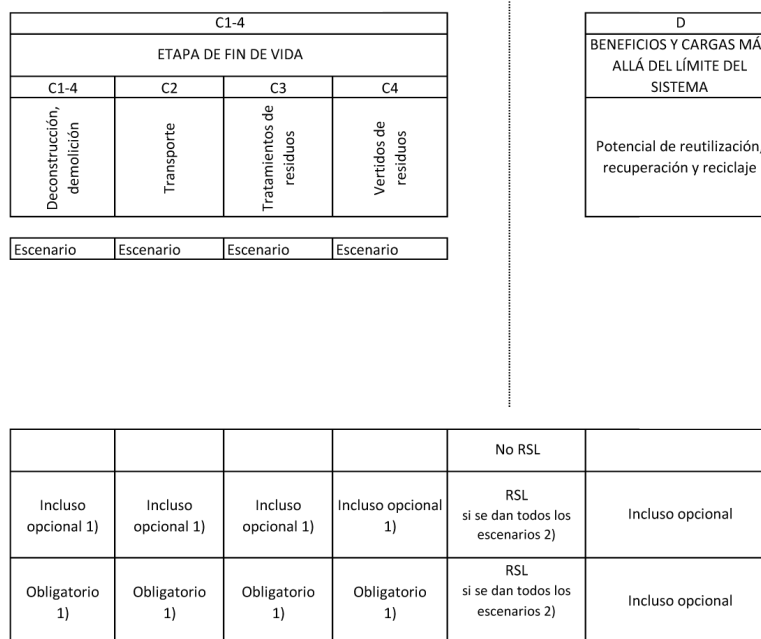 C1-4
D
ETAPA DE FIN DE VIDA
BENEFICIOS Y CARGAS MÁ
ALLÁ DEL LÍMITE DEL
SISTEMA
C1-4
C2
C3
C4
Deconstrucción,
demolición
Transporte
Tratamientos de
residuos
Vertidos de
residuos
Potencial de reutilización,
recuperación y reciclaje
Escenario
Escenario
Escenario
Escenario
No RSL
Incluso
opcional 1)
Incluso
opcional 1)
Incluso
opcional 1)
Incluso opcional
1)
RSL
si se dan todos los
escenarios 2)
Incluso opcional
Obligatorio
1)
Obligatorio
1)
Obligatorio
1)
Obligatorio
1)
RSL
si se dan todos los
escenarios 2)
Incluso opcional